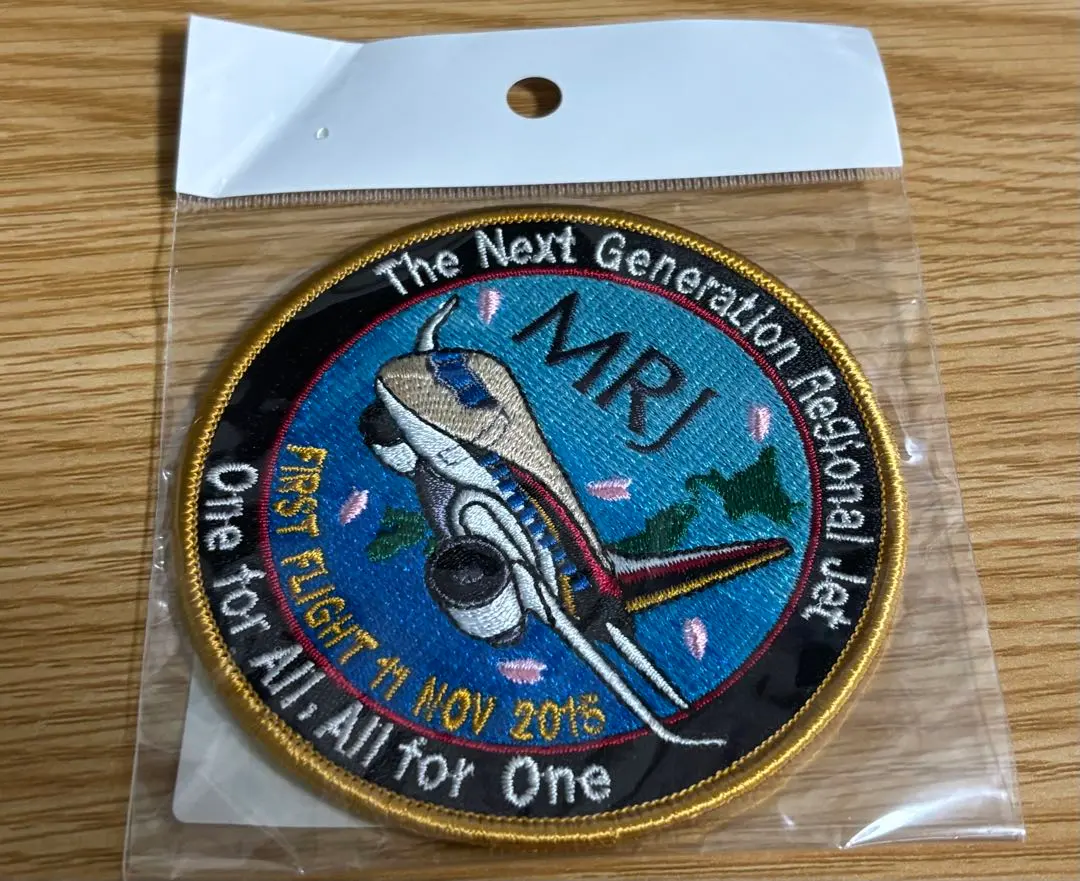 The Next Generation Regional Jet
MRJ
FIRST FLIGHT 11 NOV 2015
One for All, All for One